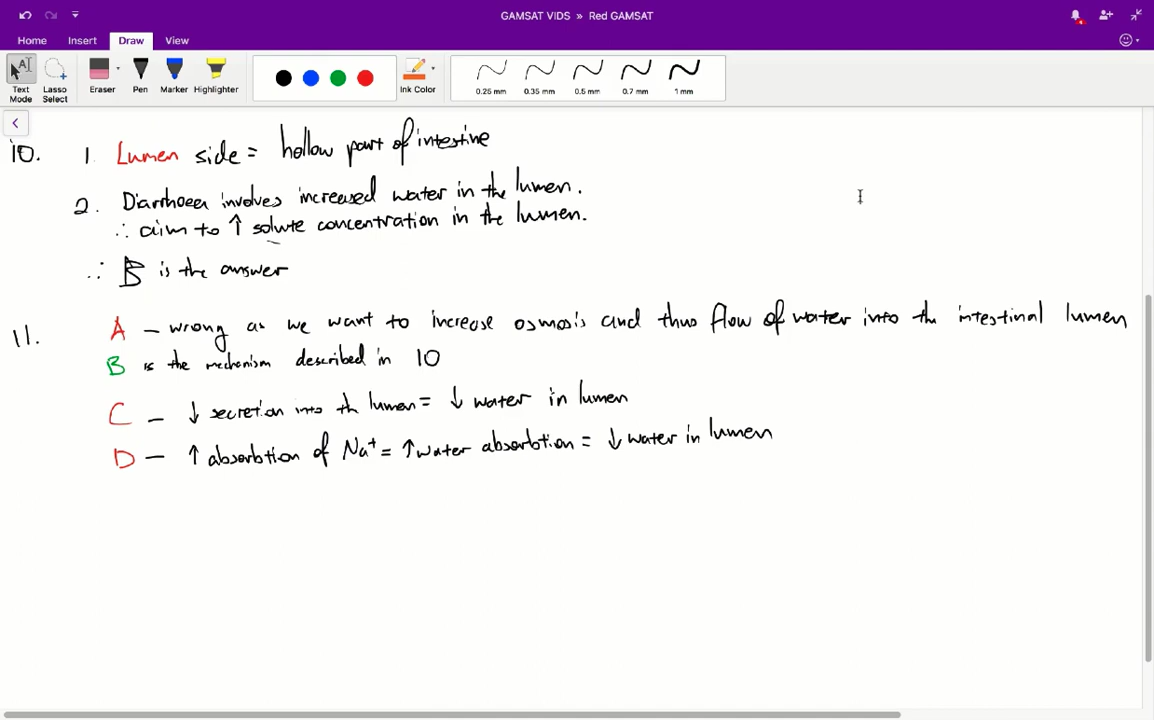 GAMSAT VIDS » Red GAMSAT
Home Insert Draw View
Text Mode Lasso Select Eraser Pen Marker Highlighter Ink Color 0.25 mm 0.35 mm 0.5 mm 0.7 mm 1 mm
10. 1. Lumen side = hollow part of intestine
2. Diarrhoea involves increased water in the lumen.
∴ aim to ↑ solute concentration in the lumen.
∴ B is the answer
11. A - wrong as we want to increase osmosis and thus flow of water into the intestinal lumen
B is the mechanism described in 10
C - ↓ secretion into the lumen = ↓ water in lumen
D - ↑ absorbtion of Na⁺ = ↑ water absorbtion = ↓ water in lumen